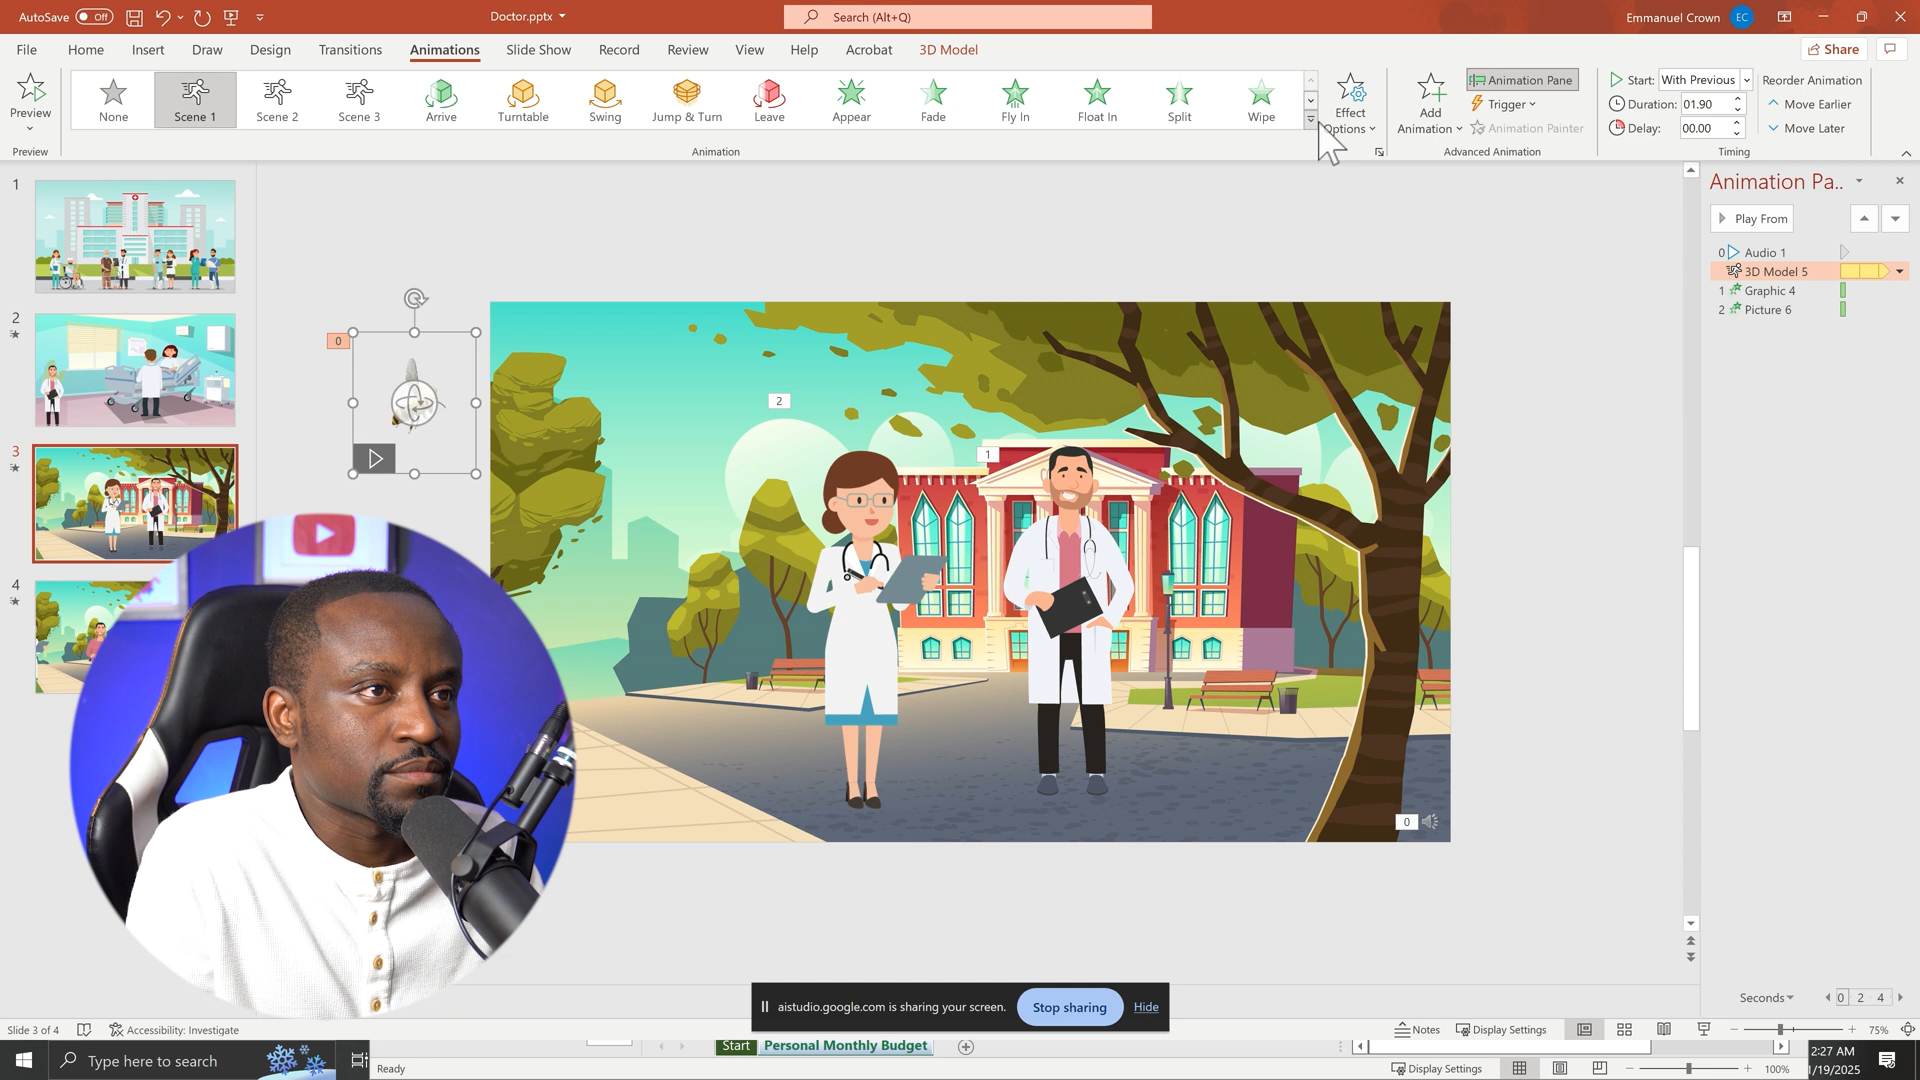 AutoSave Off
Doctor.pptx
Search (Alt+Q)
Emmanuel Crown EC
File Home Insert Draw Design Transitions Animations Slide Show Record Review View Help Acrobat 3D Model
Share
Preview
None
Scene 1
Scene 2
Scene 3
Arrive
Turntable
Swing
Jump & Turn
Leave
Appear
Fade
Fly In
Float In
Split
Wipe
Effect
Options
Add
Animation
Animation Pane
Trigger
Animation Painter
Start: With Previous
Duration: 01.90
Delay: 00.00
Reorder Animation
Move Earlier
Move Later
Preview
Animation
Advanced Animation
Timing
1
2
3
4
0
2
1
0
Animation Pa..
Play From
0 Audio 1
3D Model 5
1 Graphic 4
2 Picture 6
Seconds
0 2 4
aistudio.google.com is sharing your screen.
Stop sharing
Hide
Slide 3 of 4
Accessibility: Investigate
Notes
Display Settings
75%
Type here to search
Start
Personal Monthly Budget
Ready
Display Settings
100%
2:27 AM
1/19/2025